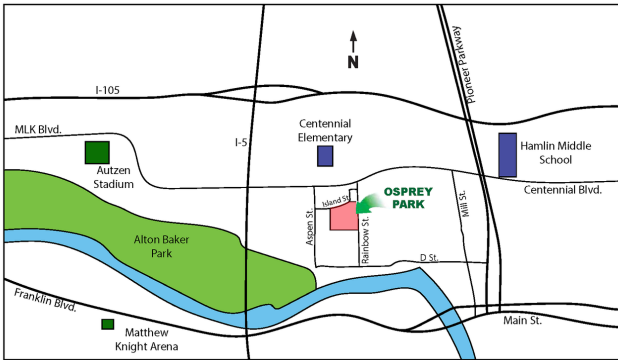 N
Pioneer Parkway
I-105
MLK Blvd.
I-5
Centennial
Elementary
Hamlin Middle
School
Autzen
Stadium
Centennial Blvd.
OSPREY
PARK
Island St.
Mill St.
Aspen St.
Rainbow St.
Alton Baker
Park
D St.
Franklin Blvd.
Main St.
Matthew
Knight Arena